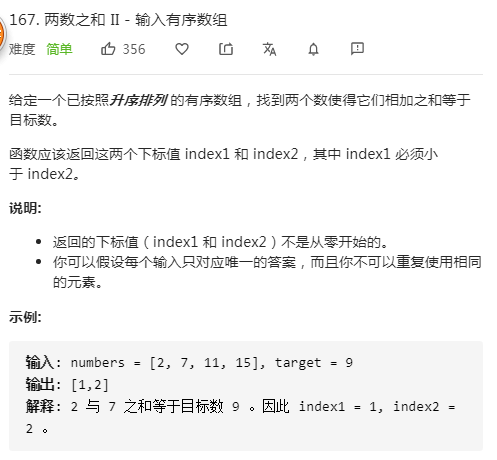 167. 两数之和 II - 输入有序数组
难度 简单 356
给定一个已按照升序排列 的有序数组，找到两个数使得它们相加之和等于
目标数。
函数应该返回这两个下标值 index1 和 index2，其中 index1 必须小
于 index2。
说明:
返回的下标值（index1 和 index2）不是从零开始的。
你可以假设每个输入只对应唯一的答案，而且你不可以重复使用相同
的元素。
示例:
输入: numbers = [2, 7, 11, 15], target = 9
输出: [1,2]
解释: 2 与 7 之和等于目标数 9 。因此 index1 = 1, index2 =
2 。